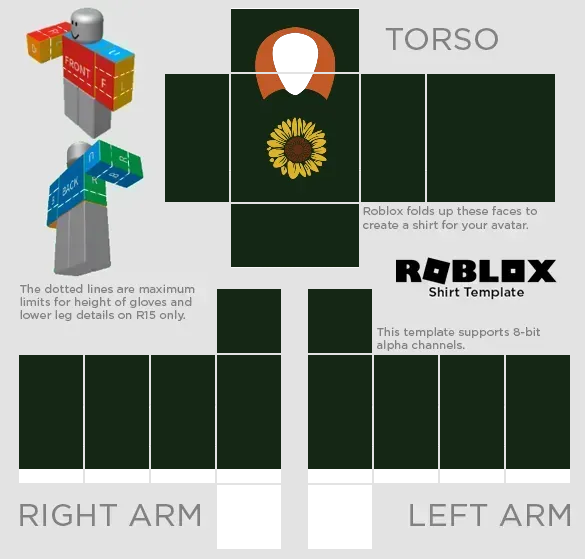 TORSO
FRONT
F
L
U
BACK
R
B
Roblox folds up these faces to
create a shirt for your avatar.
ROBLOX
Shirt Template
The dotted lines are maximum
limits for height of gloves and
lower leg details on R15 only.
This template supports 8-bit
alpha channels.
RIGHT ARM
LEFT ARM